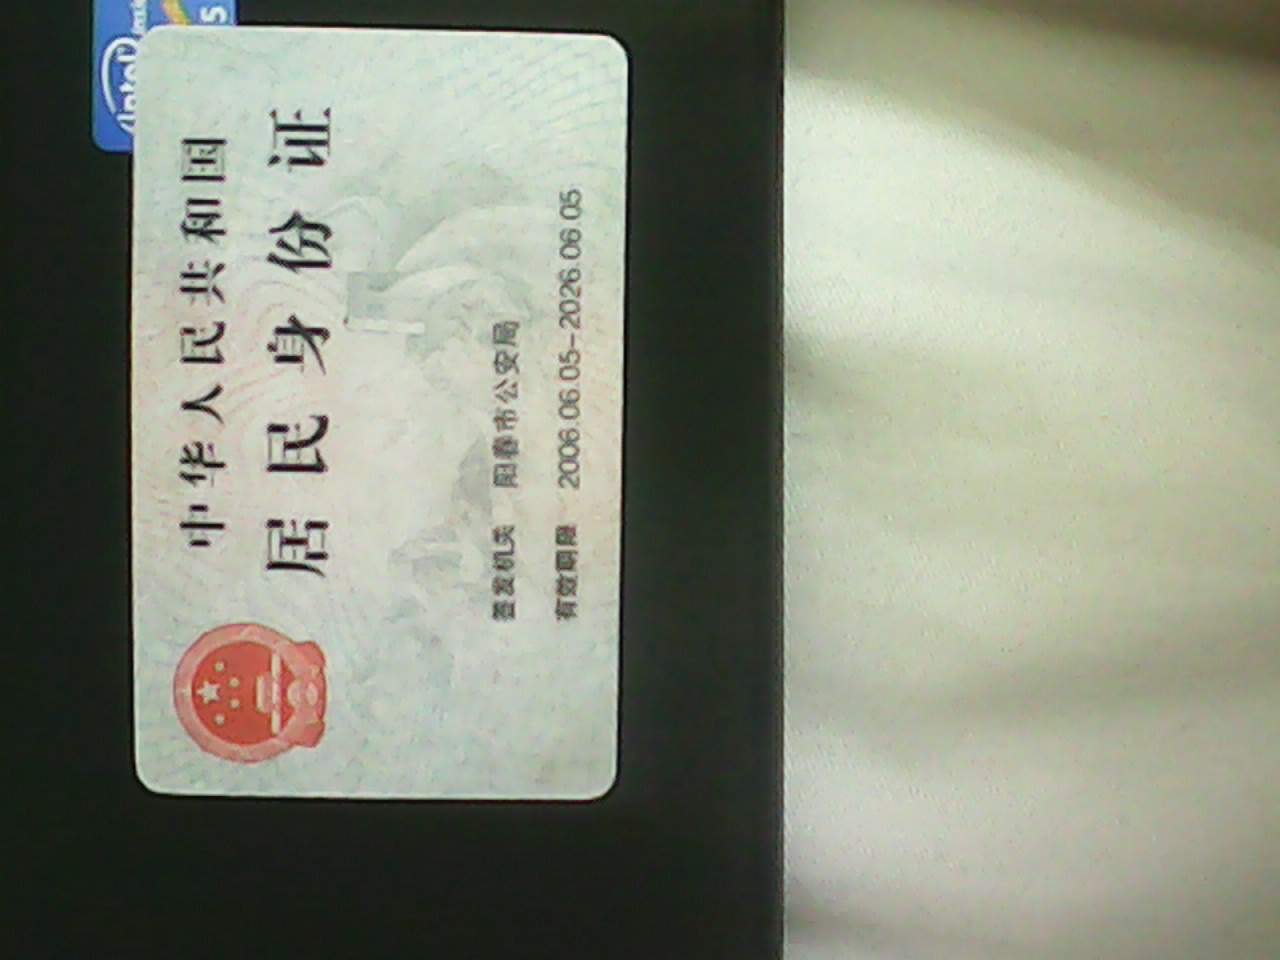 中华人民共和国
居民身份证
签发机关 阳春市公安局
有效期限 2006.06.05-2026.06.05
intel